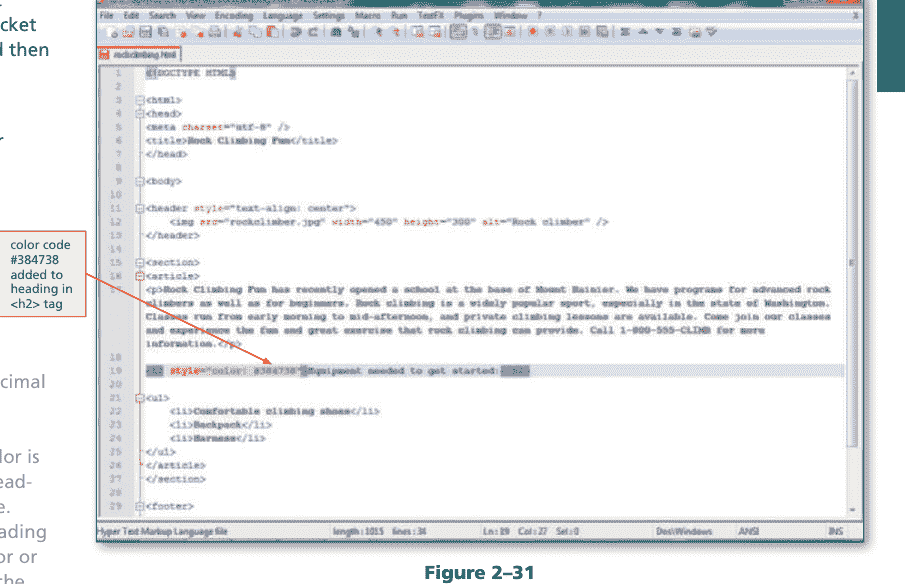 cket
d then
r
cimal
lor is
ead-
e.
ading
or or
the
File Edit Search View Encoding Language Settings Macro Run TextFX Plugins Window ? X
rockclimbing.html
1 <!DOCTYPE HTML>
2
3 <html>
4 <head>
5 <meta charset="utf-8" />
6 <title>Rock Climbing Fun</title>
7 </head>
8
9 <body>
10
11 <header style="text-align: center">
12 <img src="rockclimber.jpg" width="450" height="300" alt="Rock climber" />
13 </header>
14
15 <section>
16 <article>
17 <p>Rock Climbing Fun has recently opened a school at the base of Mount Rainier. We have programs for advanced rock
climbers as well as for beginners. Rock climbing is a widely popular sport, especially in the state of Washington.
Classes run from early morning to mid-afternoon, and private climbing lessons are available. Come join our classes
and experience the fun and great exercise that rock climbing can provide. Call 1-800-555-CLIMB for more
information.</p>
18
19 style="color: #384738">Equipment needed to get started:
20
21 <ul>
22 <li>Comfortable climbing shoes</li>
23 <li>Backpack</li>
24 <li>Harness</li>
25 </ul>
26 </article>
27 </section>
28
29 <footer>
color code
#384738
added to
heading in
<h2> tag
Hyper Text Markup Language file length : 1015 lines : 34 Ln : 19 Col : 27 Sel : 0 Dos\Windows ANSI INS
Figure 2–31